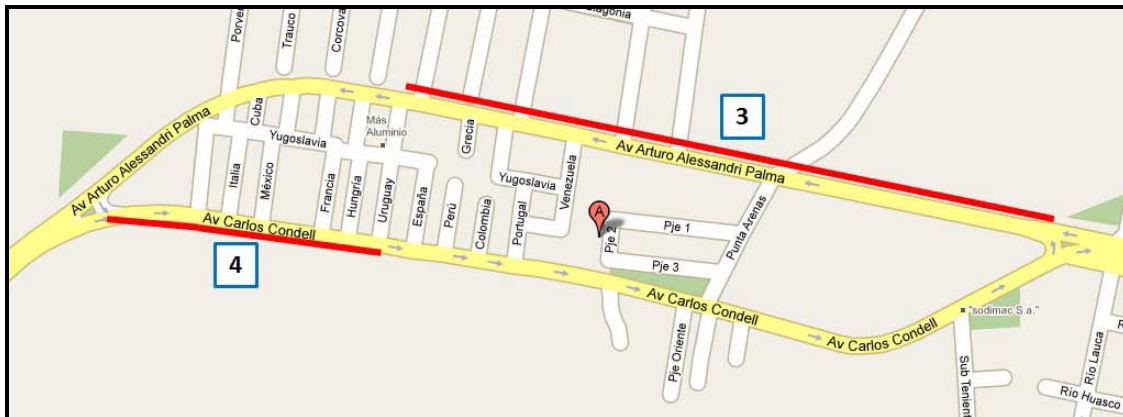 Patagonia
Porven
Trauco
Corcova
Más
Aluminio
Cuba
Yugoslavia
Grecia
3
Av Arturo Alessandri Palma
Av Arturo Alessandri Palma
Italia
México
Francia
Hungría
Uruguay
España
Perú
Colombia
Portugal
Yugoslavia
Venezuela
A
Pje 1
Pje 2
Pje 3
Punta Arenas
Av Carlos Condell
4
Av Carlos Condell
Av Carlos Condell
Pje Oriente
"sodimac S.a."
Sub Teniente
Río Lauca
Río Huasco